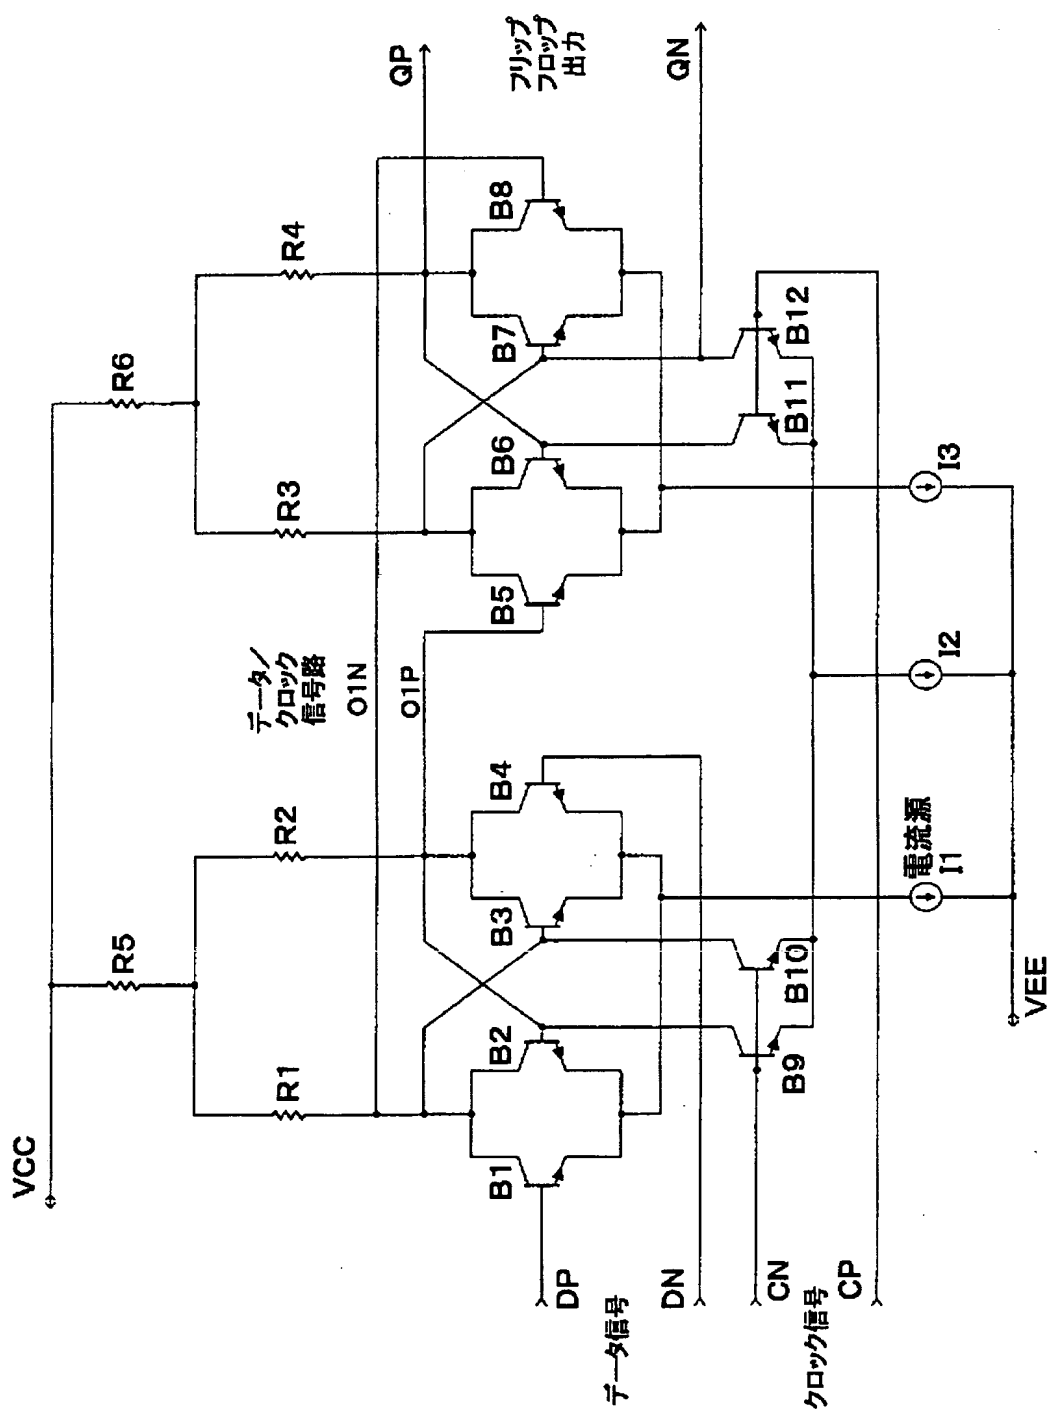 VCC
R5
R6
R1
R2
R3
R4
データ/
クロック
信号路
O1N
O1P
QP
フリップ
フロップ
出力
QN
B1
B2
B3
B4
B5
B6
B7
B8
DP
データ信号
DN
CN
クロック信号
CP
B9
B10
B11
B12
電流源
I1
I2
I3
VEE